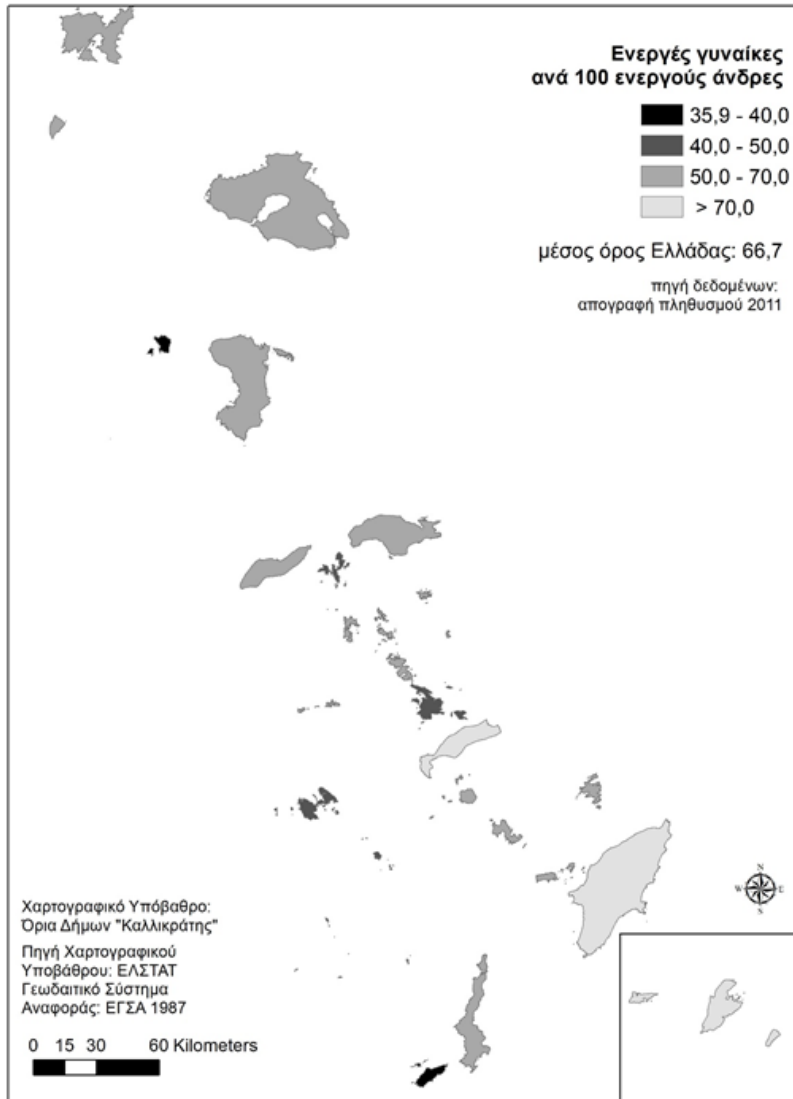 Ενεργές γυναίκες
ανά 100 ενεργούς άνδρες
35,9 - 40,0
40,0 - 50,0
50,0 - 70,0
> 70,0
μέσος όρος Ελλάδας: 66,7
πηγή δεδομένων:
απογραφή πληθυσμού 2011
N
W E
S
Χαρτογραφικό Υπόβαθρο:
Όρια Δήμων "Καλλικράτης"
Πηγή Χαρτογραφικού
Υποβάθρου: ΕΛΣΤΑΤ
Γεωδαιτικό Σύστημα
Αναφοράς: ΕΓΣΑ 1987
0 15 30 60 Kilometers